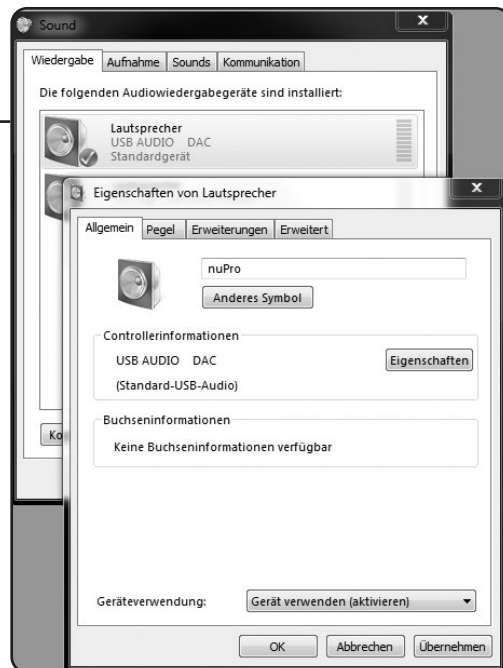 Sound
x
Wiedergabe Aufnahme Sounds Kommunikation
Die folgenden Audiowiedergabegeräte sind installiert:
Lautsprecher
USB AUDIO DAC
Standardgerät
Eigenschaften von Lautsprecher
x
Allgemein Pegel Erweiterungen Erweitert
nuPro
Anderes Symbol
Controllerinformationen
USB AUDIO DAC
Eigenschaften
(Standard-USB-Audio)
Buchseninformationen
Ko
Keine Buchseninformationen verfügbar
Geräteverwendung: Gerät verwenden (aktivieren)
OK Abbrechen Übernehmen